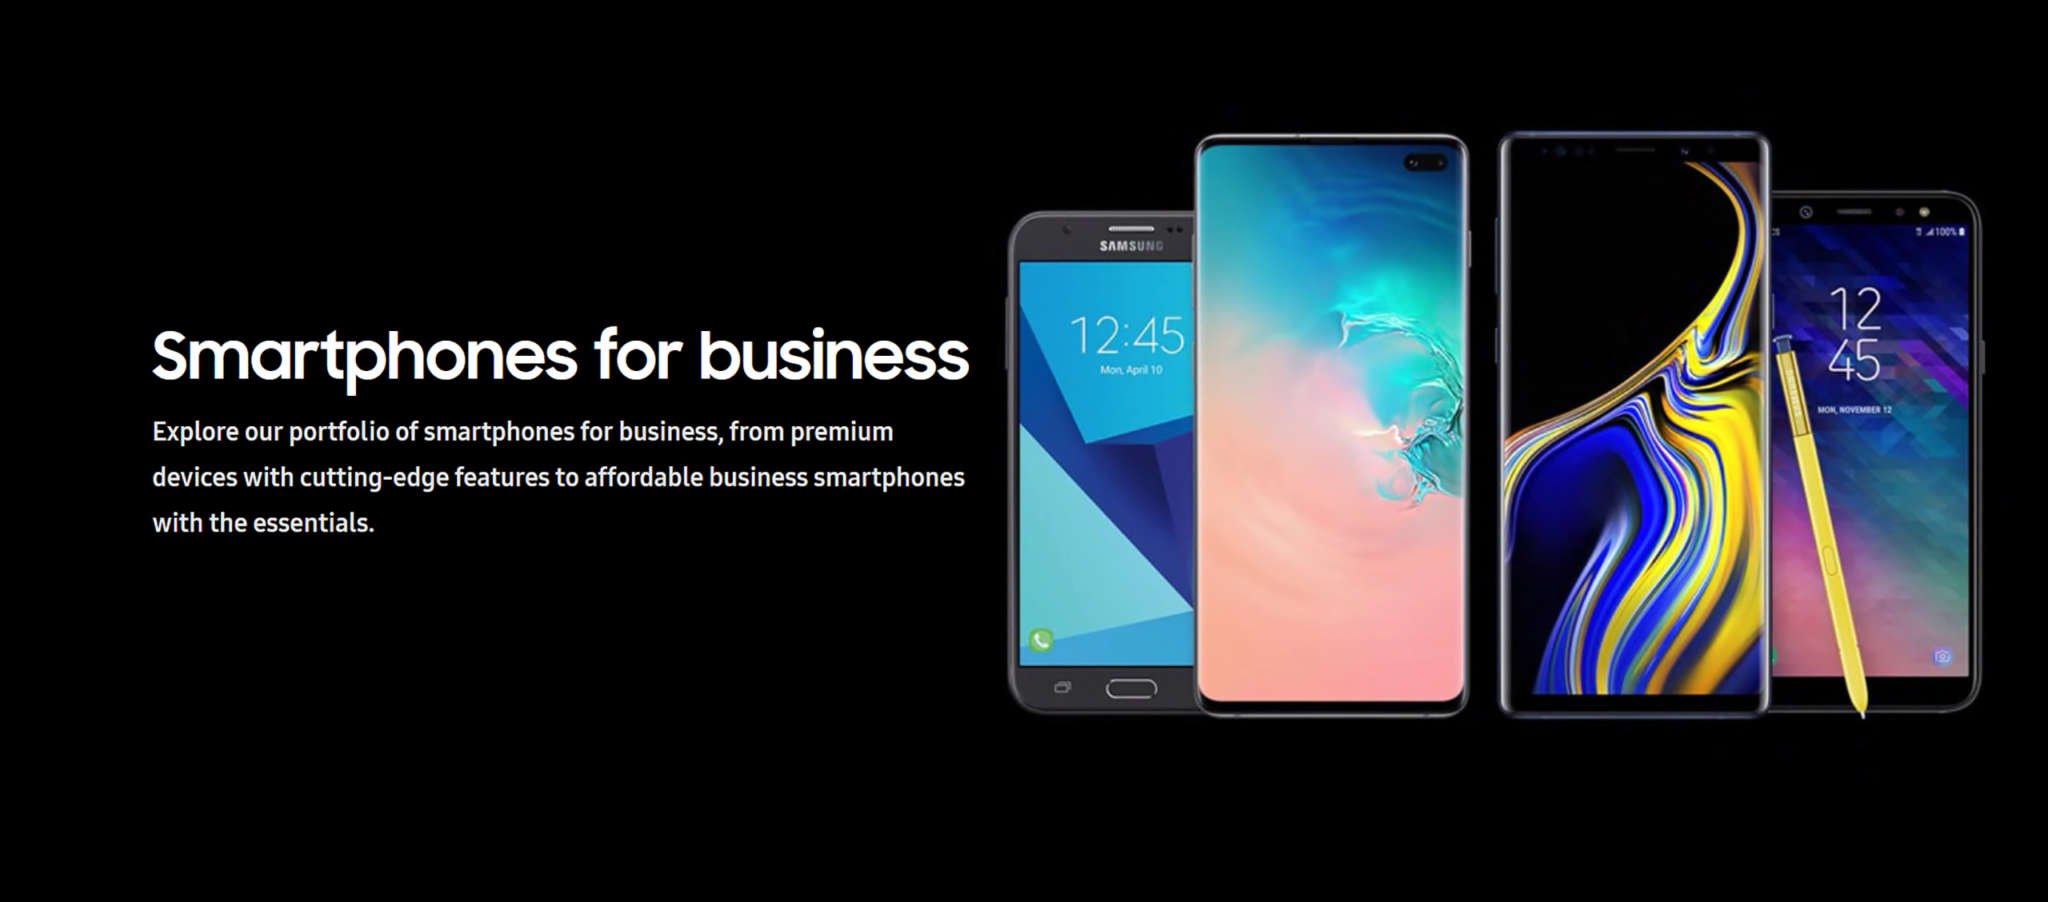 Smartphones for business
Explore our portfolio of smartphones for business, from premium
devices with cutting-edge features to affordable business smartphones
with the essentials.
SAMSUNG
12:45
Mon, April 10
100%
12
45
MON, NOVEMBER 12